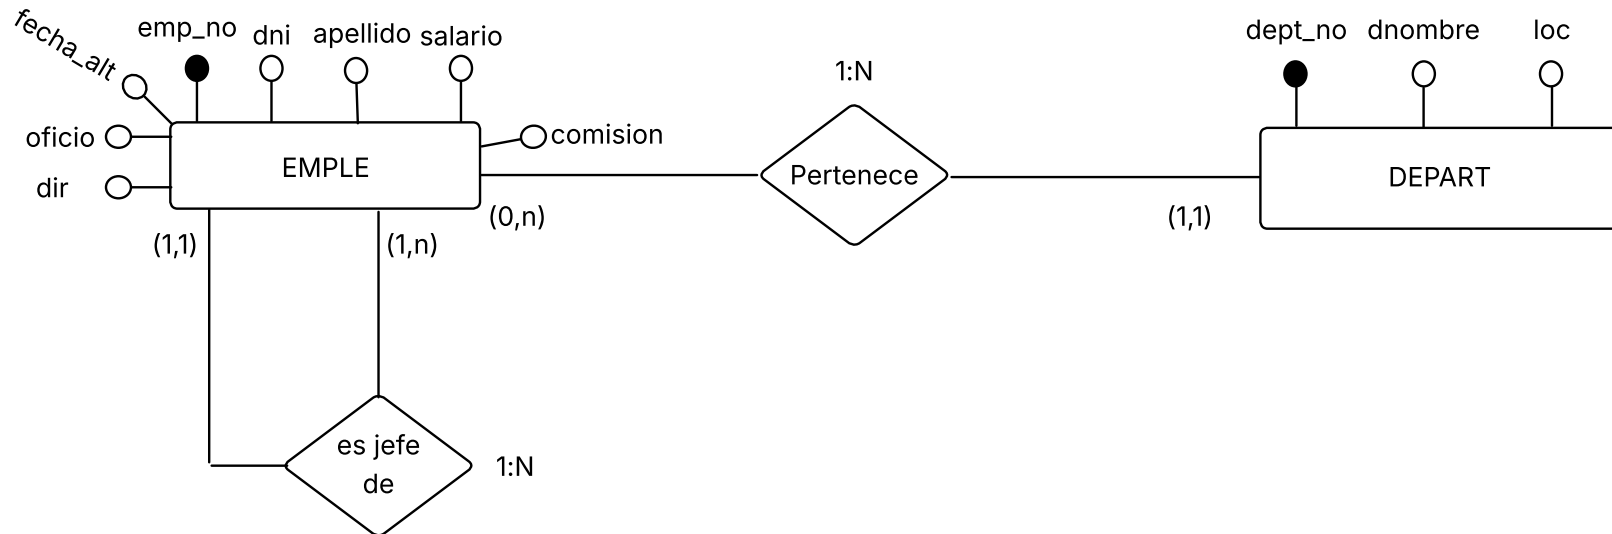 fecha_alt
emp_no
dni
apellido
salario
oficio
dir
EMPLE
comision
(1,1)
(1,n)
(0,n)
1:N
Pertenece
(1,1)
dept_no
dnombre
loc
DEPART
es jefe
de
1:N